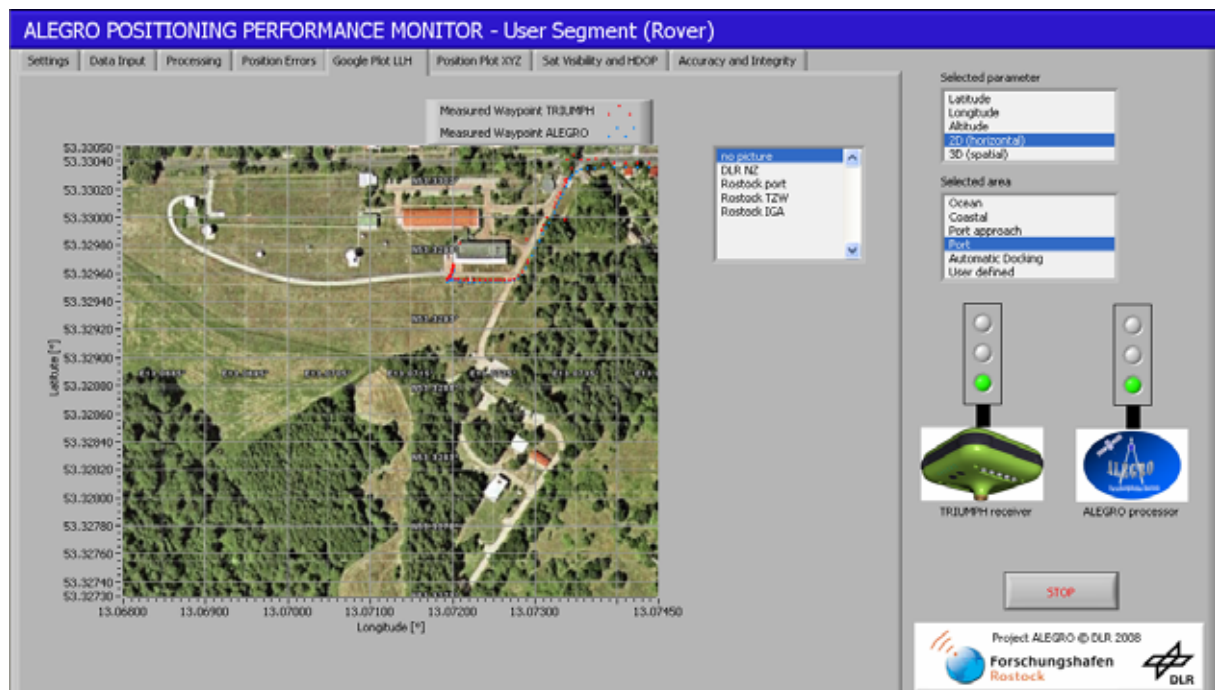 ALEGRO POSITIONING PERFORMANCE MONITOR - User Segment (Rover)
Settings
Data Input
Processing
Position Errors
Google Plot LLH
Position Plot XYZ
Sat Visibility and HDOP
Accuracy and Integrity
Measured Waypoint TRIUMPH
Measured Waypoint ALEGRO
53.33050
53.33040
53.33020
53.33000
53.32980
53.32960
53.32940
53.32920
53.32900
53.32880
53.32860
53.32840
53.32820
53.32800
53.32780
53.32760
53.32740
53.32730
Latitute [°]
13.06800
13.06900
13.07000
13.07100
13.07200
13.07300
13.07450
Longitude [°]
no picture
DLR NZ
Rostock port
Rostock TZW
Rostock IGA
Selected parameter
Latitude
Longitude
Altitude
2D (horizontal)
3D (spatial)
Selected area
Ocean
Coastal
Port approach
Port
Automatic Docking
User defined
TRIUMPH receiver
ALEGRO
ALEGRO processor
STOP
Project ALEGRO © DLR 2008
Forschungshafen
Rostock
DLR